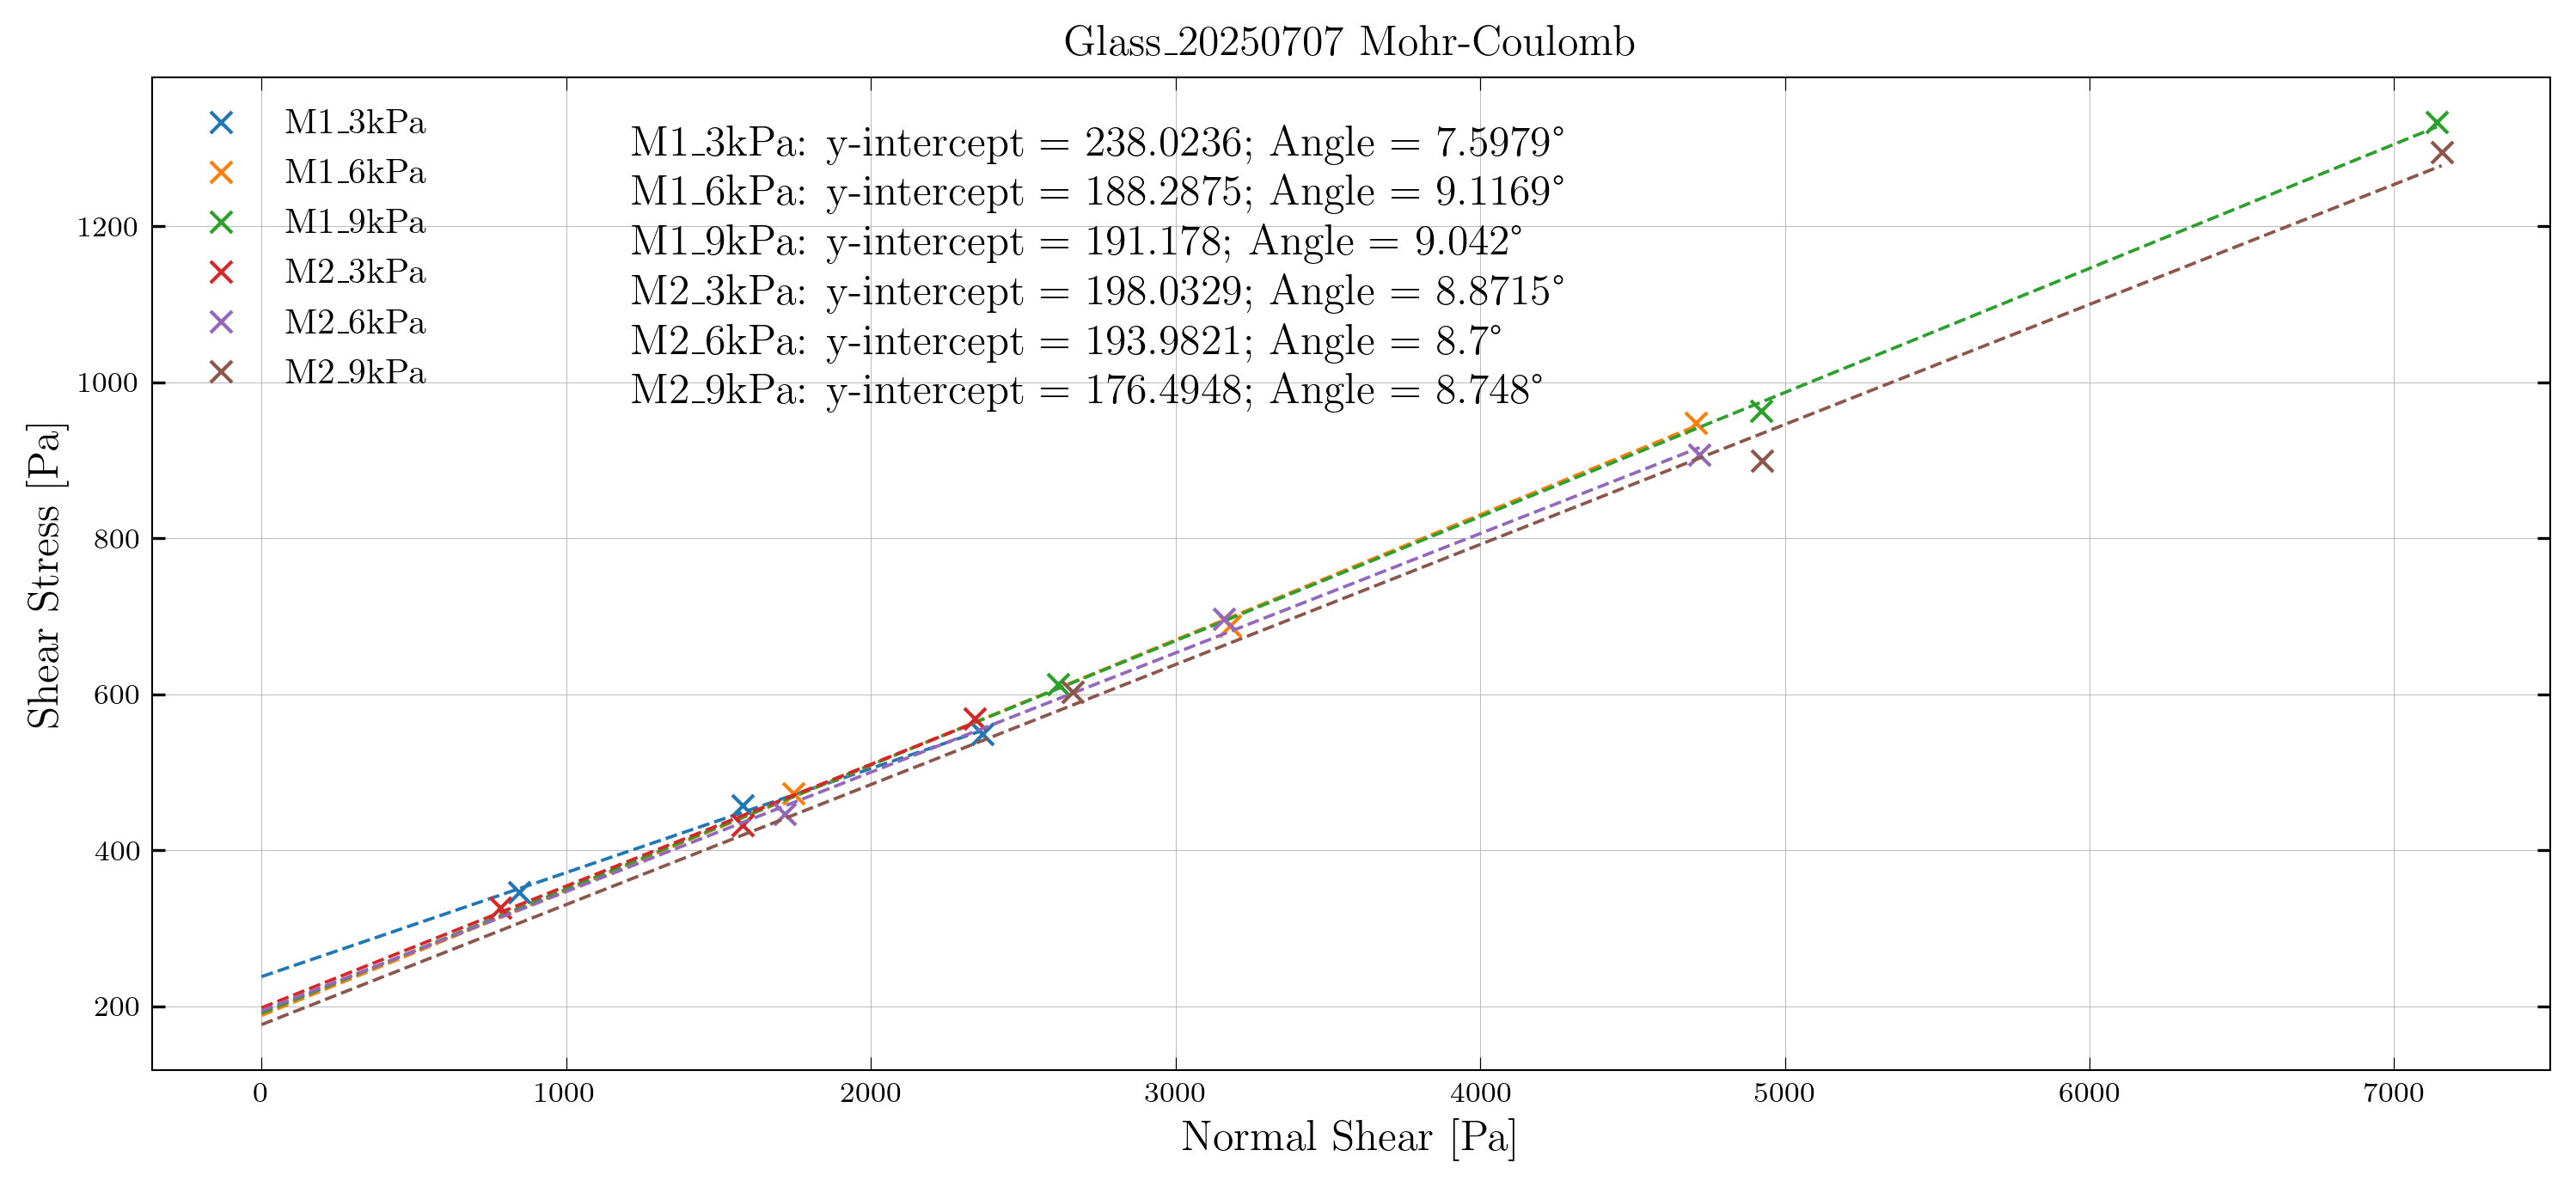 Glass_20250707 Mohr-Coulomb
M1_3kPa
M1_6kPa
M1_9kPa
M2_3kPa
M2_6kPa
M2_9kPa
M1_3kPa: y-intercept = 238.0236; Angle = 7.5979°
M1_6kPa: y-intercept = 188.2875; Angle = 9.1169°
M1_9kPa: y-intercept = 191.178; Angle = 9.042°
M2_3kPa: y-intercept = 198.0329; Angle = 8.8715°
M2_6kPa: y-intercept = 193.9821; Angle = 8.7°
M2_9kPa: y-intercept = 176.4948; Angle = 8.748°
Shear Stress [Pa]
1200
1000
800
600
400
200
0
1000
2000
3000
4000
5000
6000
7000
Normal Shear [Pa]